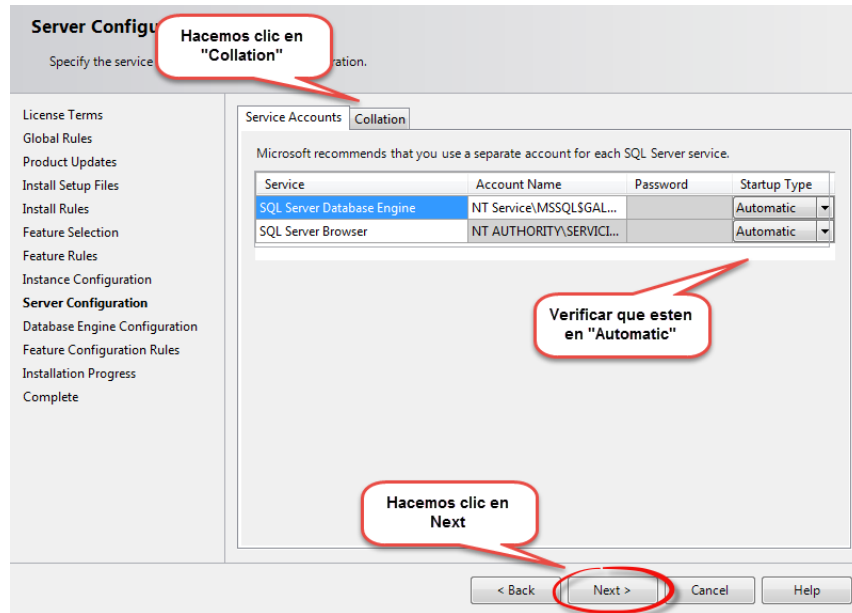 Server Configu
Hacemos clic en
"Collation"
Specify the service ration.
License Terms
Global Rules
Product Updates
Install Setup Files
Install Rules
Feature Selection
Feature Rules
Instance Configuration
Server Configuration
Database Engine Configuration
Feature Configuration Rules
Installation Progress
Complete
Service Accounts Collation
Microsoft recommends that you use a separate account for each SQL Server service.
Service Account Name Password Startup Type
SQL Server Database Engine NT Service\MSSQL$GAL... Automatic
SQL Server Browser NT AUTHORITY\SERVICI... Automatic
Verificar que esten
en "Automatic"
Hacemos clic en
Next
< Back Next > Cancel Help